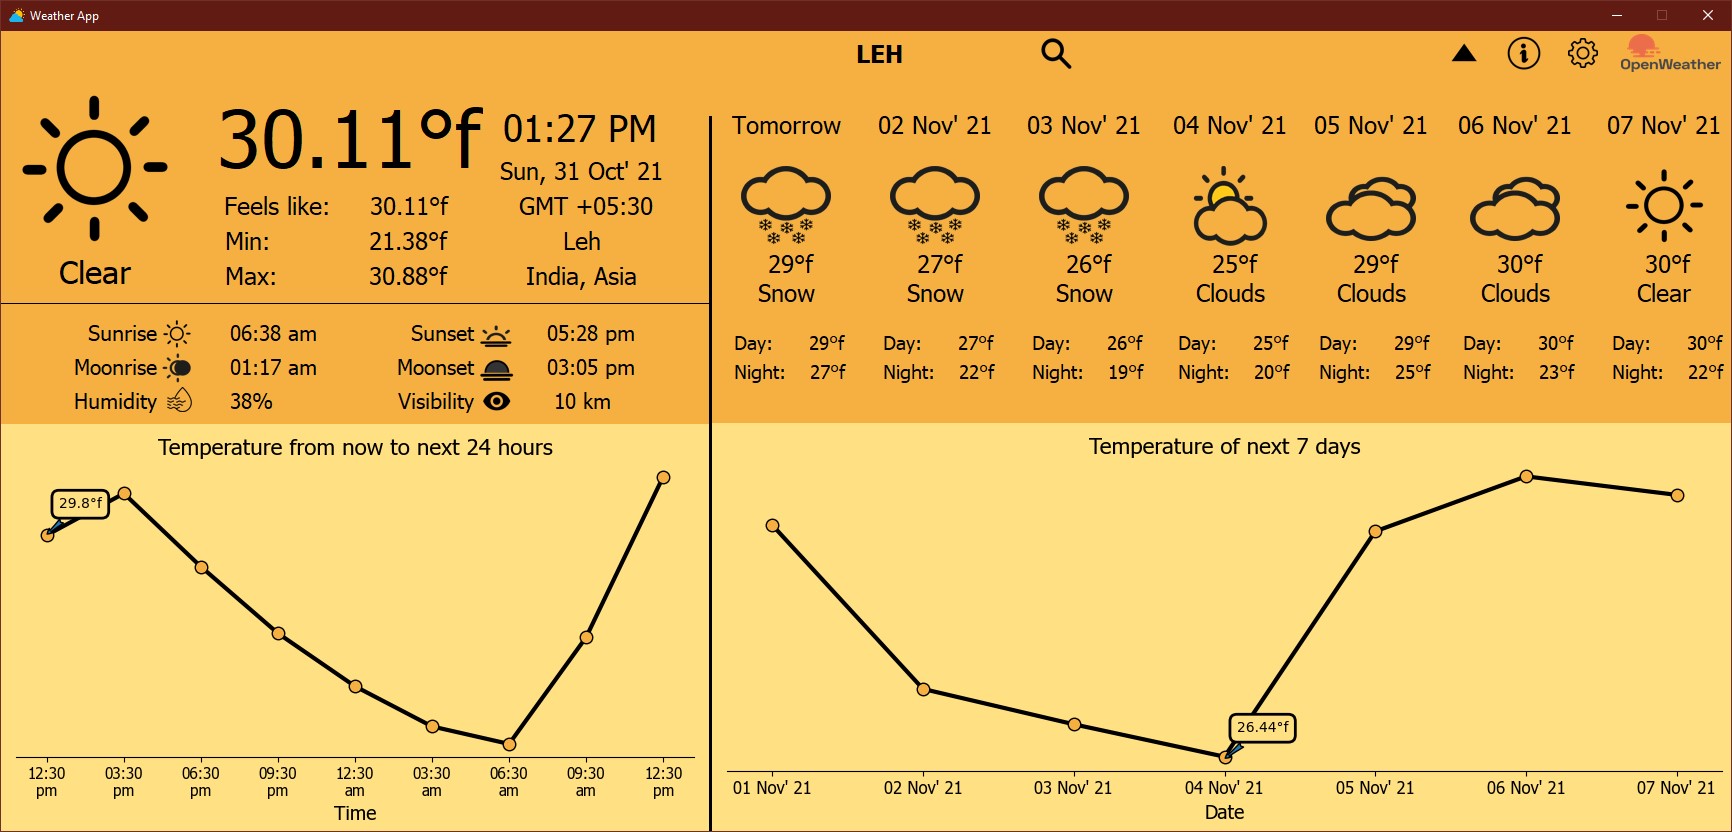 Weather App
LEH
OpenWeather
30.11°f
01:27 PM
Sun, 31 Oct' 21
Feels like: 30.11°f
GMT +05:30
Min: 21.38°f
Leh
Clear
Max: 30.88°f
India, Asia
Sunrise 06:38 am Sunset 05:28 pm
Moonrise 01:17 am Moonset 03:05 pm
Humidity 38% Visibility 10 km
Tomorrow 02 Nov' 21 03 Nov' 21 04 Nov' 21 05 Nov' 21 06 Nov' 21 07 Nov' 21
29°f 27°f 26°f 25°f 29°f 30°f 30°f
Snow Snow Snow Clouds Clouds Clouds Clear
Day: 29°f Day: 27°f Day: 26°f Day: 25°f Day: 29°f Day: 30°f Day: 30°f
Night: 27°f Night: 22°f Night: 19°f Night: 20°f Night: 25°f Night: 23°f Night: 22°f
Temperature from now to next 24 hours
29.8°f
12:30 pm 03:30 pm 06:30 pm 09:30 pm 12:30 am 03:30 am 06:30 am 09:30 am 12:30 pm
Time
Temperature of next 7 days
26.44°f
01 Nov' 21 02 Nov' 21 03 Nov' 21 04 Nov' 21 05 Nov' 21 06 Nov' 21 07 Nov' 21
Date